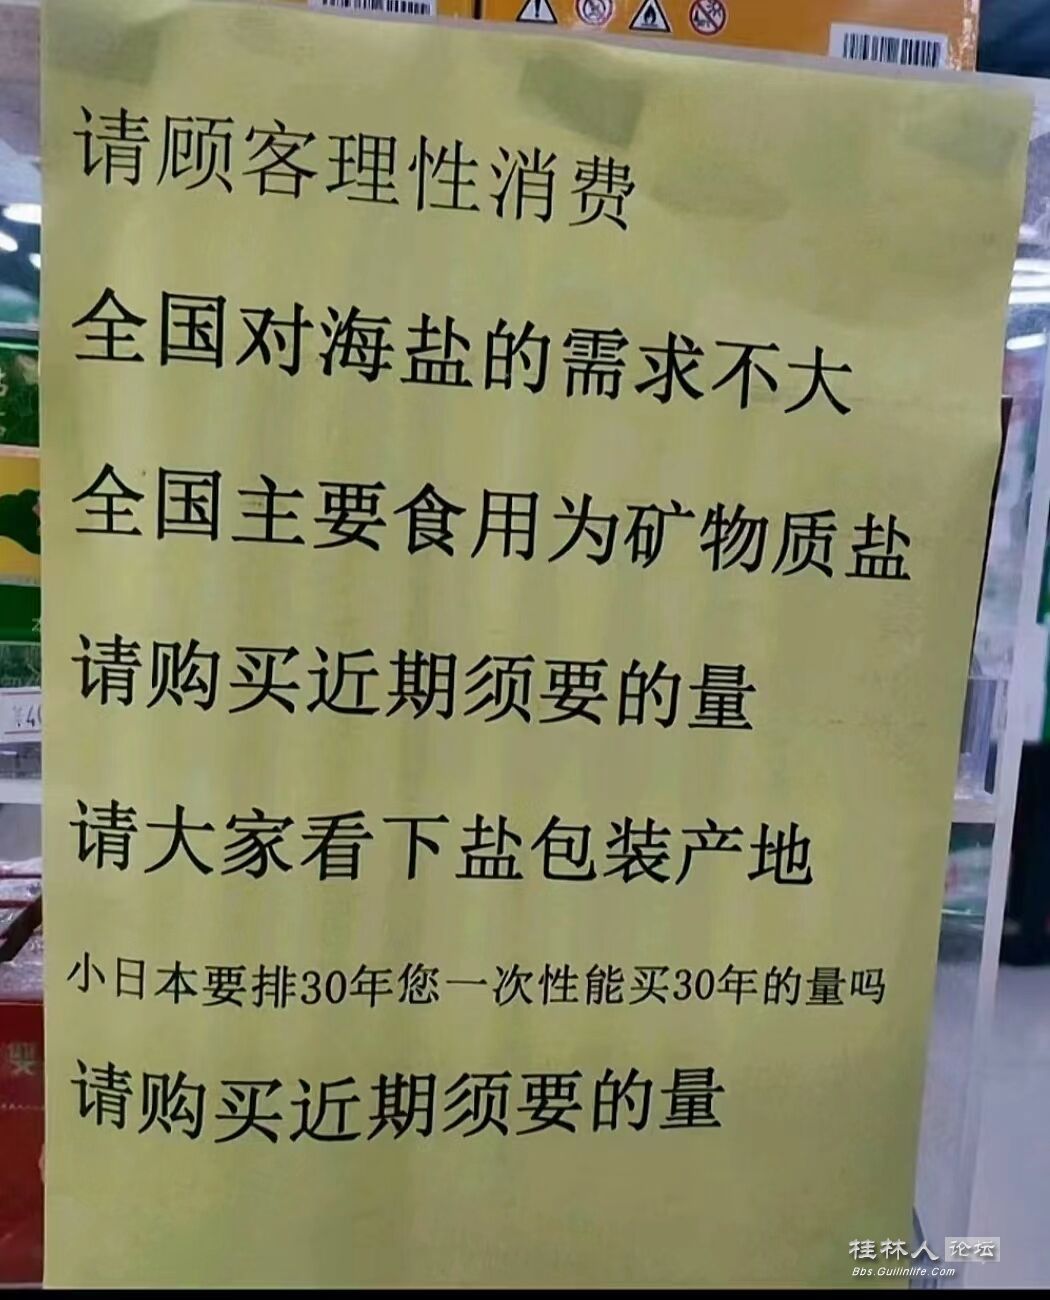 请顾客理性消费
全国对海盐的需求不大
全国主要食用为矿物质盐
请购买近期须要的量
请大家看下盐包装产地
小日本要排30年您一次性能买30年的量吗
请购买近期须要的量
桂林人论坛
Bbs.Guilinlife.Com